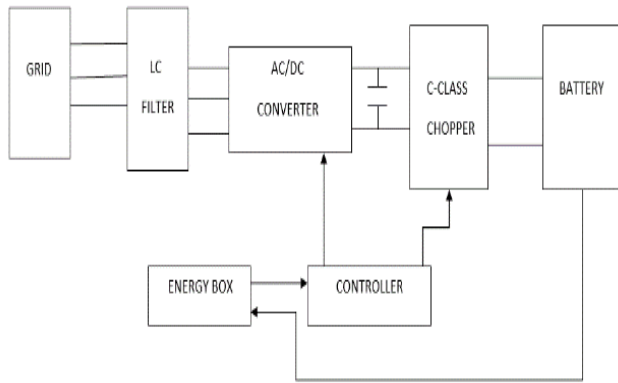 GRID
LC
FILTER
AC/DC
CONVERTER
C-CLASS
CHOPPER
BATTERY
ENERGY BOX
CONTROLLER